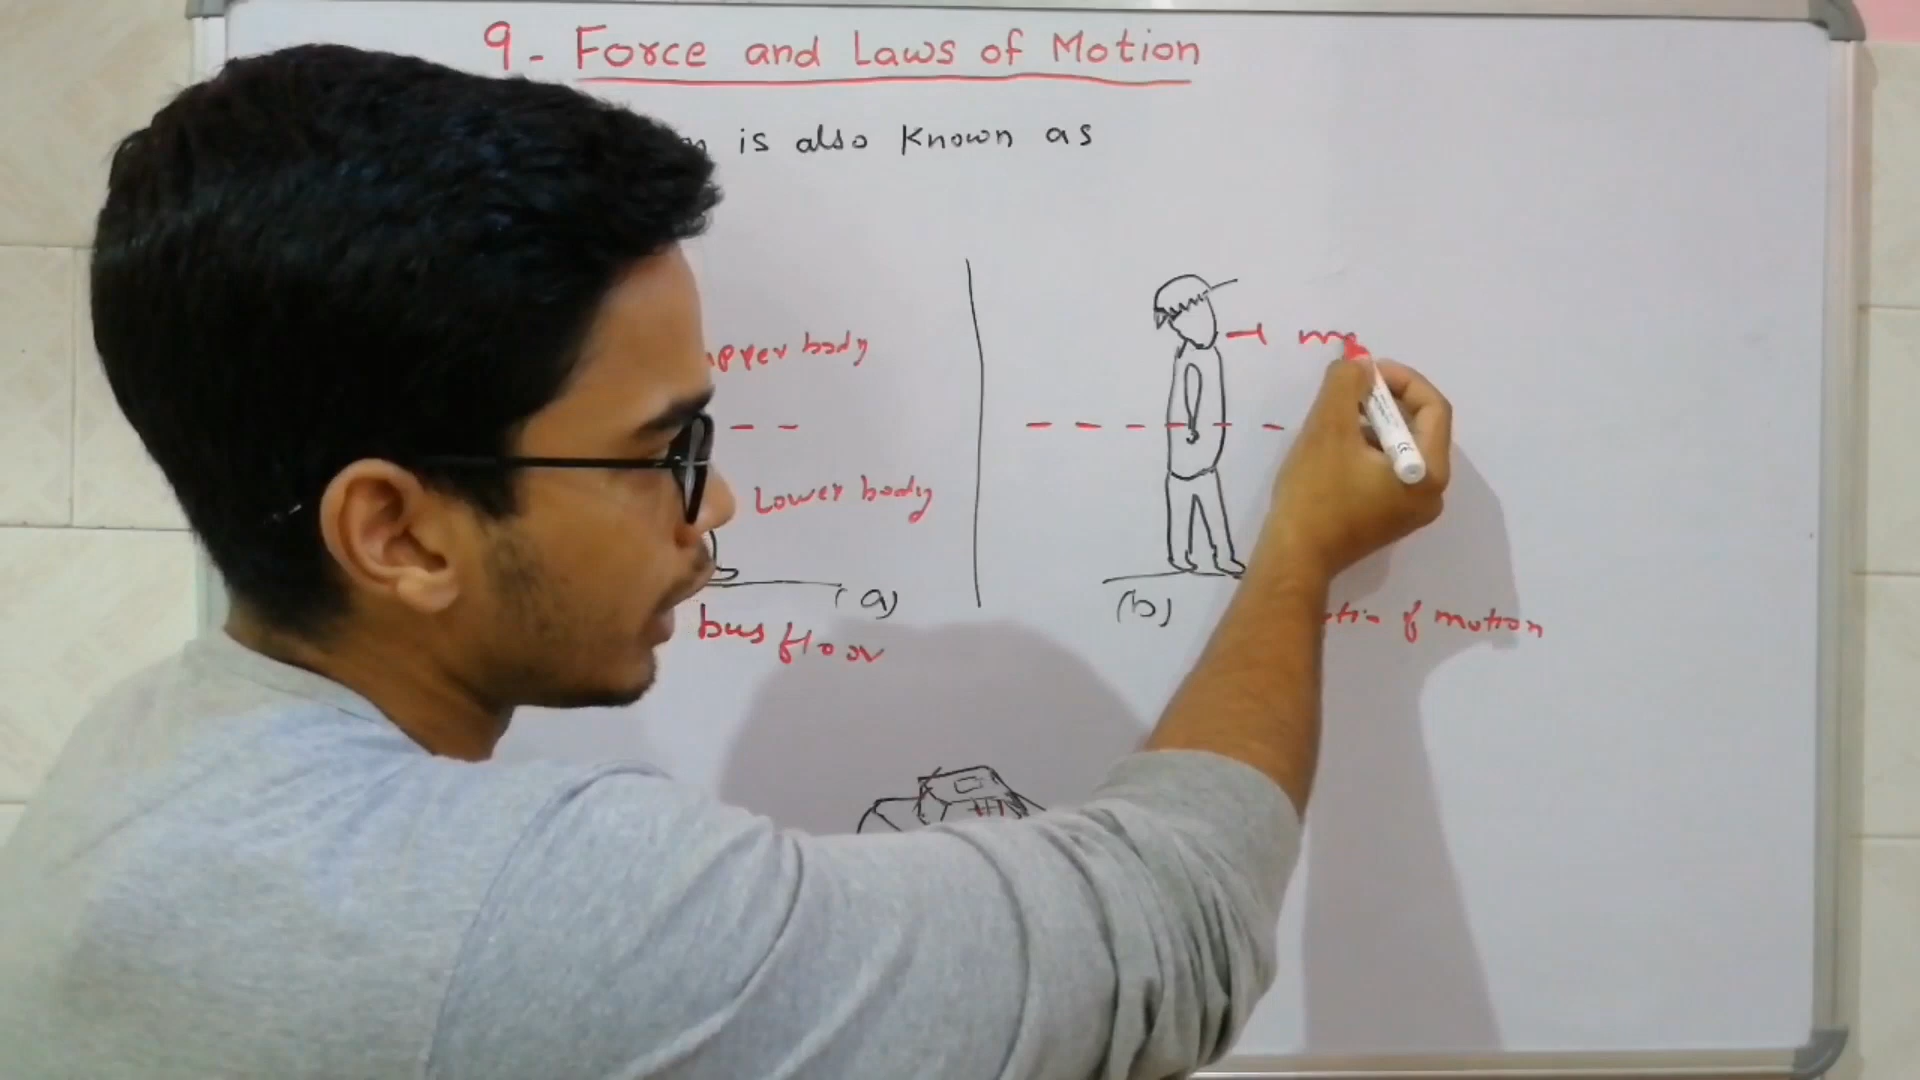 9- Force and Laws of Motion
is also Known as
upper body
Lower body
(a)
(b)
bus floor
of motion